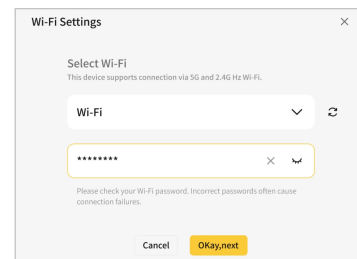 Wi-Fi Settings
Select Wi-Fi
This device supports connection via 5G and 2.4G Hz Wi-Fi.
Wi-Fi
********
Please check your Wi-Fi password. Incorrect passwords often cause
connection failures.
Cancel OKay,next